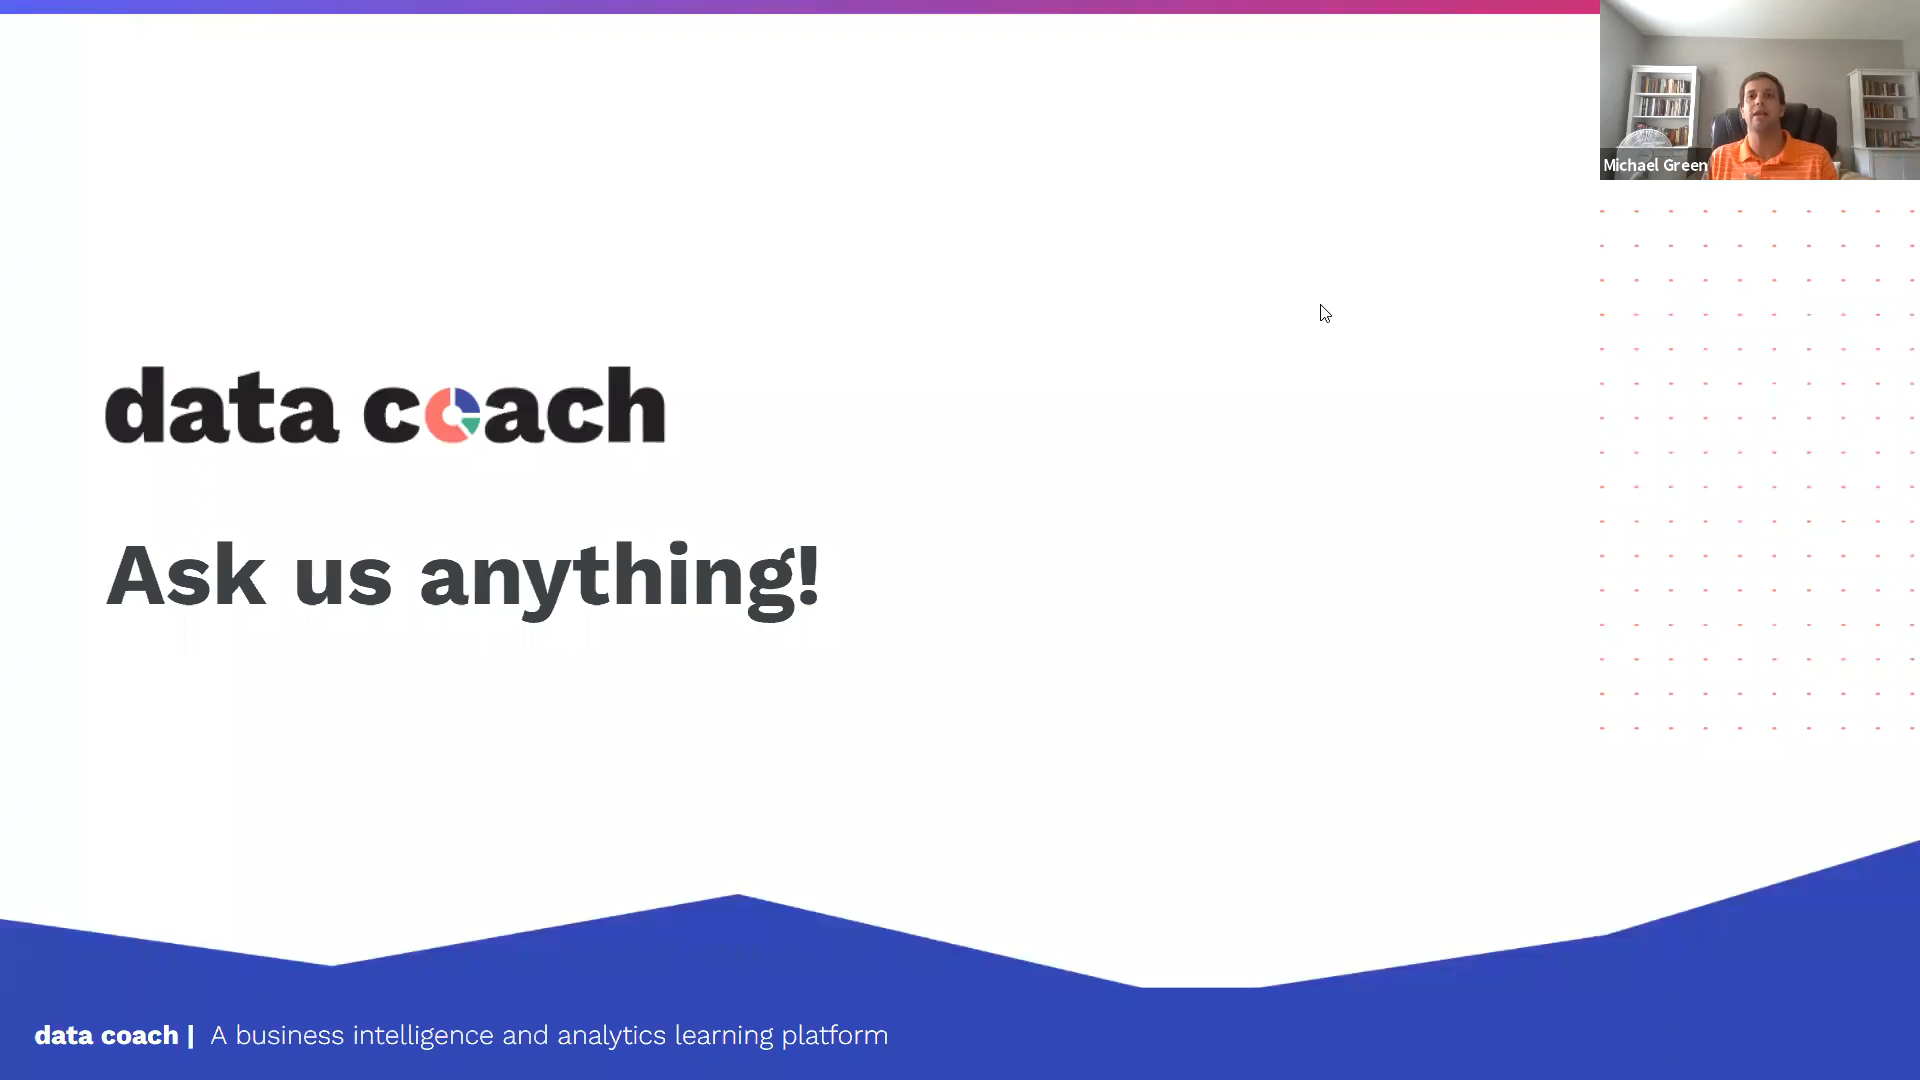 Michael Green
data coach
Ask us anything!
data coach | A business intelligence and analytics learning platform